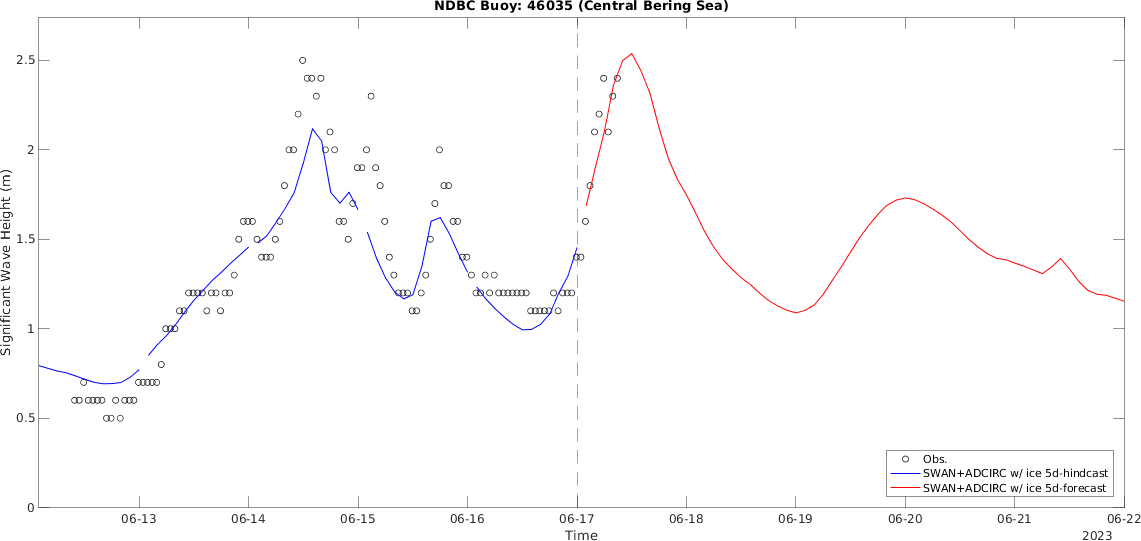 NDBC Buoy: 46035 (Central Bering Sea)
Significant Wave Height (m)
2.5
2
1.5
1
0.5
0
06-13 06-14 06-15 06-16 06-17 06-18 06-19 06-20 06-21 06-22
Time
2023
Obs.
SWAN+ADCIRC w/ ice 5d-hindcast
SWAN+ADCIRC w/ ice 5d-forecast